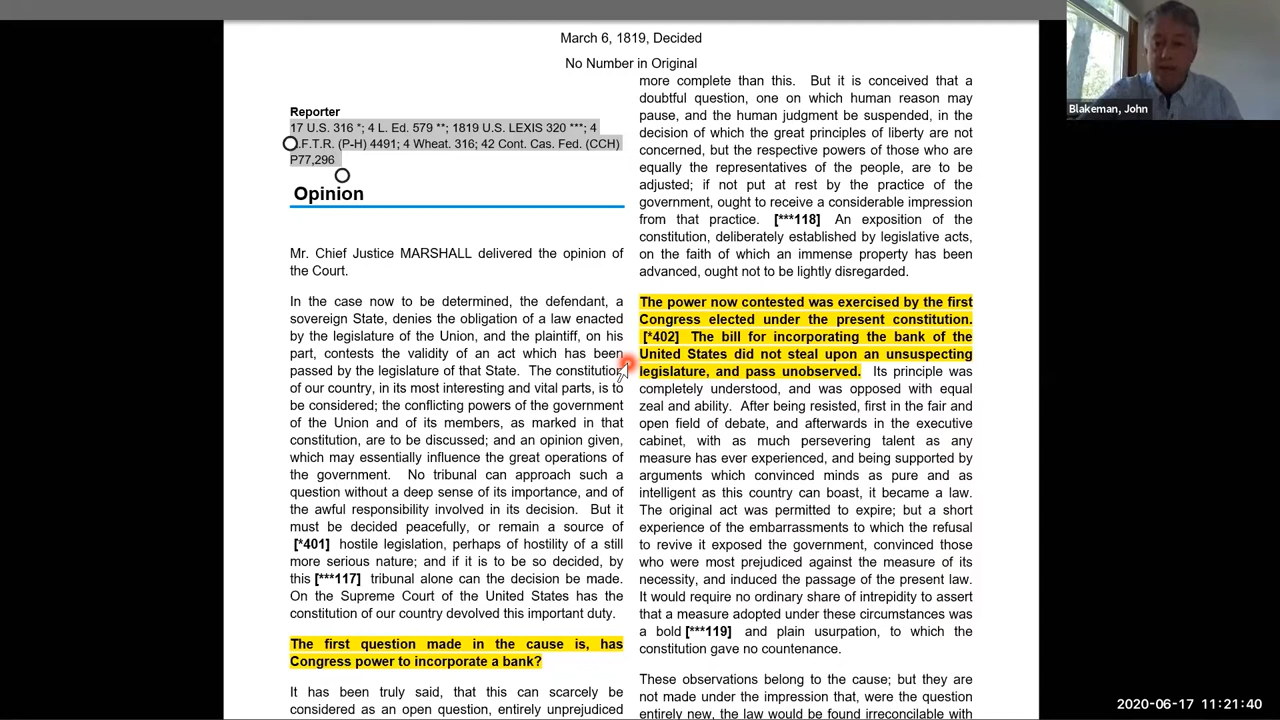 March 6, 1819, Decided
No Number in Original
Reporter
17 U.S. 316 *; 4 L. Ed. 579 **; 1819 U.S. LEXIS 320 ***; 4
.F.T.R. (P-H) 4491; 4 Wheat. 316; 42 Cont. Cas. Fed. (CCH)
P77,296
Opinion
Mr. Chief Justice MARSHALL delivered the opinion of
the Court.
In the case now to be determined, the defendant, a
sovereign State, denies the obligation of a law enacted
by the legislature of the Union, and the plaintiff, on his
part, contests the validity of an act which has been
passed by the legislature of that State. The constitution
of our country, in its most interesting and vital parts, is to
be considered; the conflicting powers of the government
of the Union and of its members, as marked in that
constitution, are to be discussed; and an opinion given,
which may essentially influence the great operations of
the government. No tribunal can approach such a
question without a deep sense of its importance, and of
the awful responsibility involved in its decision. But it
must be decided peacefully, or remain a source of
[*401] hostile legislation, perhaps of hostility of a still
more serious nature; and if it is to be so decided, by
this [***117] tribunal alone can the decision be made.
On the Supreme Court of the United States has the
constitution of our country devolved this important duty.
The first question made in the cause is, has
Congress power to incorporate a bank?
It has been truly said, that this can scarcely be
considered as an open question, entirely unprejudiced
more complete than this. But it is conceived that a
doubtful question, one on which human reason may
pause, and the human judgment be suspended, in the
decision of which the great principles of liberty are not
concerned, but the respective powers of those who are
equally the representatives of the people, are to be
adjusted; if not put at rest by the practice of the
government, ought to receive a considerable impression
from that practice. [***118] An exposition of the
constitution, deliberately established by legislative acts,
on the faith of which an immense property has been
advanced, ought not to be lightly disregarded.
The power now contested was exercised by the first
Congress elected under the present constitution.
[*402] The bill for incorporating the bank of the
United States did not steal upon an unsuspecting
legislature, and pass unobserved. Its principle was
completely understood, and was opposed with equal
zeal and ability. After being resisted, first in the fair and
open field of debate, and afterwards in the executive
cabinet, with as much persevering talent as any
measure has ever experienced, and being supported by
arguments which convinced minds as pure and as
intelligent as this country can boast, it became a law.
The original act was permitted to expire; but a short
experience of the embarrassments to which the refusal
to revive it exposed the government, convinced those
who were most prejudiced against the measure of its
necessity, and induced the passage of the present law.
It would require no ordinary share of intrepidity to assert
that a measure adopted under these circumstances was
a bold [***119] and plain usurpation, to which the
constitution gave no countenance.
These observations belong to the cause; but they are
not made under the impression that, were the question
entirely new, the law would be found irreconcilable with
Blakeman, John
2020-06-17 11:21:40